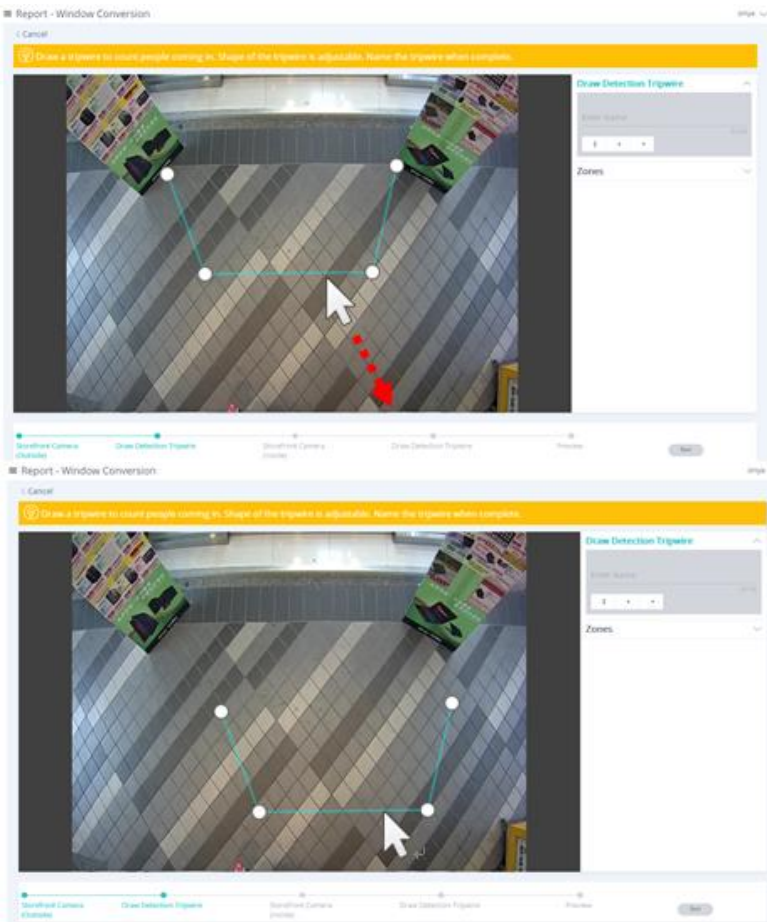 Report - Window Conversion
Cancel
Draw a tripwire to count people coming in. Shape of the tripwire is adjustable. Name the tripwire when complete.
Draw Detection Tripwire
Enter Name
Zones
Storefront Camera (Outside)
Draw Detection Tripwire
Storefront Camera (Inside)
Draw Detection Tripwire
Preview
Next
Report - Window Conversion
Cancel
Draw a tripwire to count people coming in. Shape of the tripwire is adjustable. Name the tripwire when complete.
Draw Detection Tripwire
Enter Name
Zones
Storefront Camera (Outside)
Draw Detection Tripwire
Storefront Camera (Inside)
Draw Detection Tripwire
Preview
Next